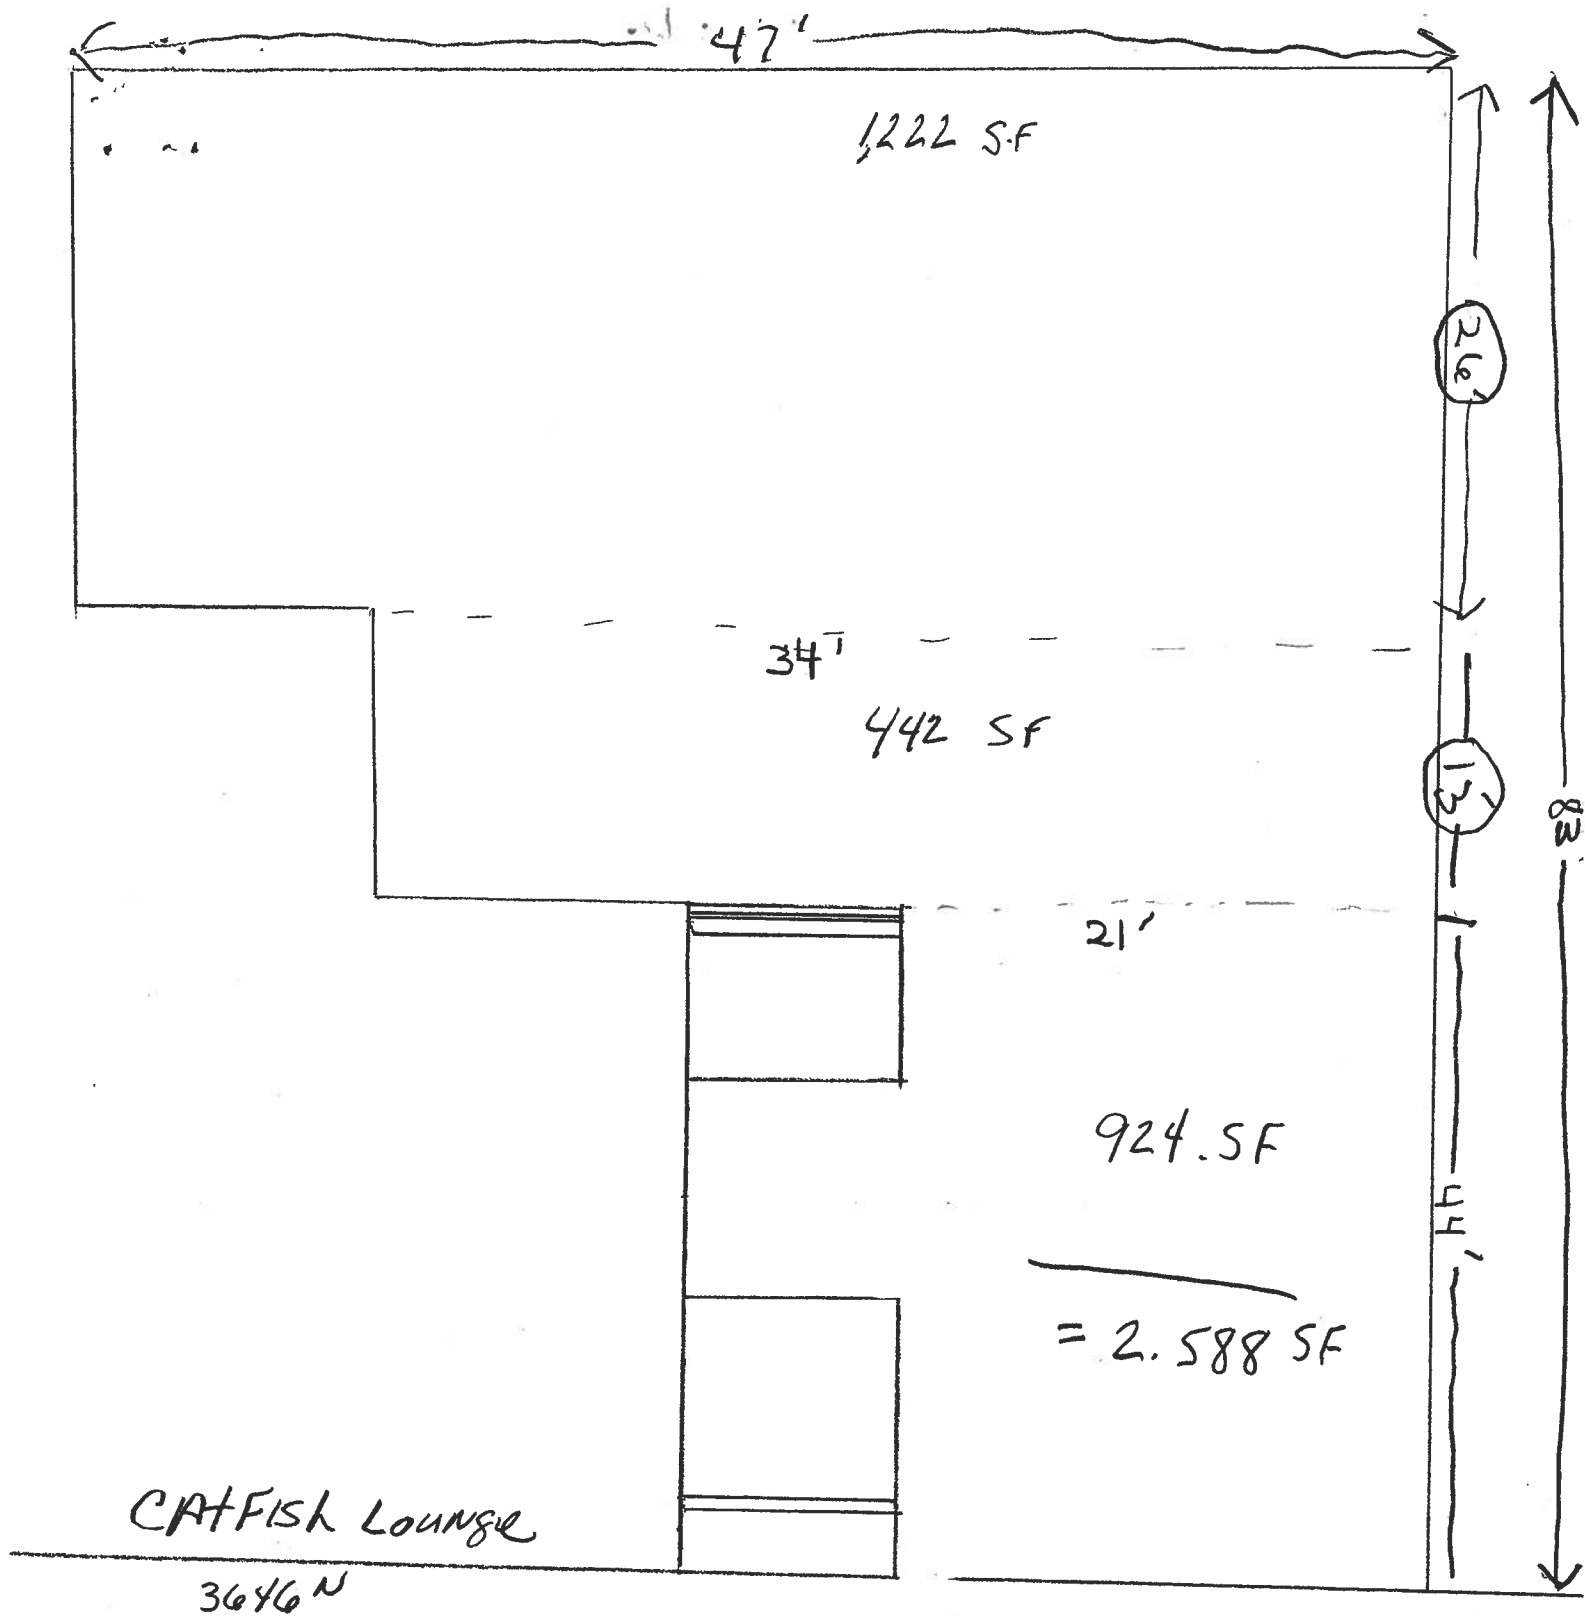 47'
1,222 S.F
26'
34'
442 SF
13'
83'
21'
924. SF
44'
= 2. 588 SF
CATFISH LOUNGE
3646 N